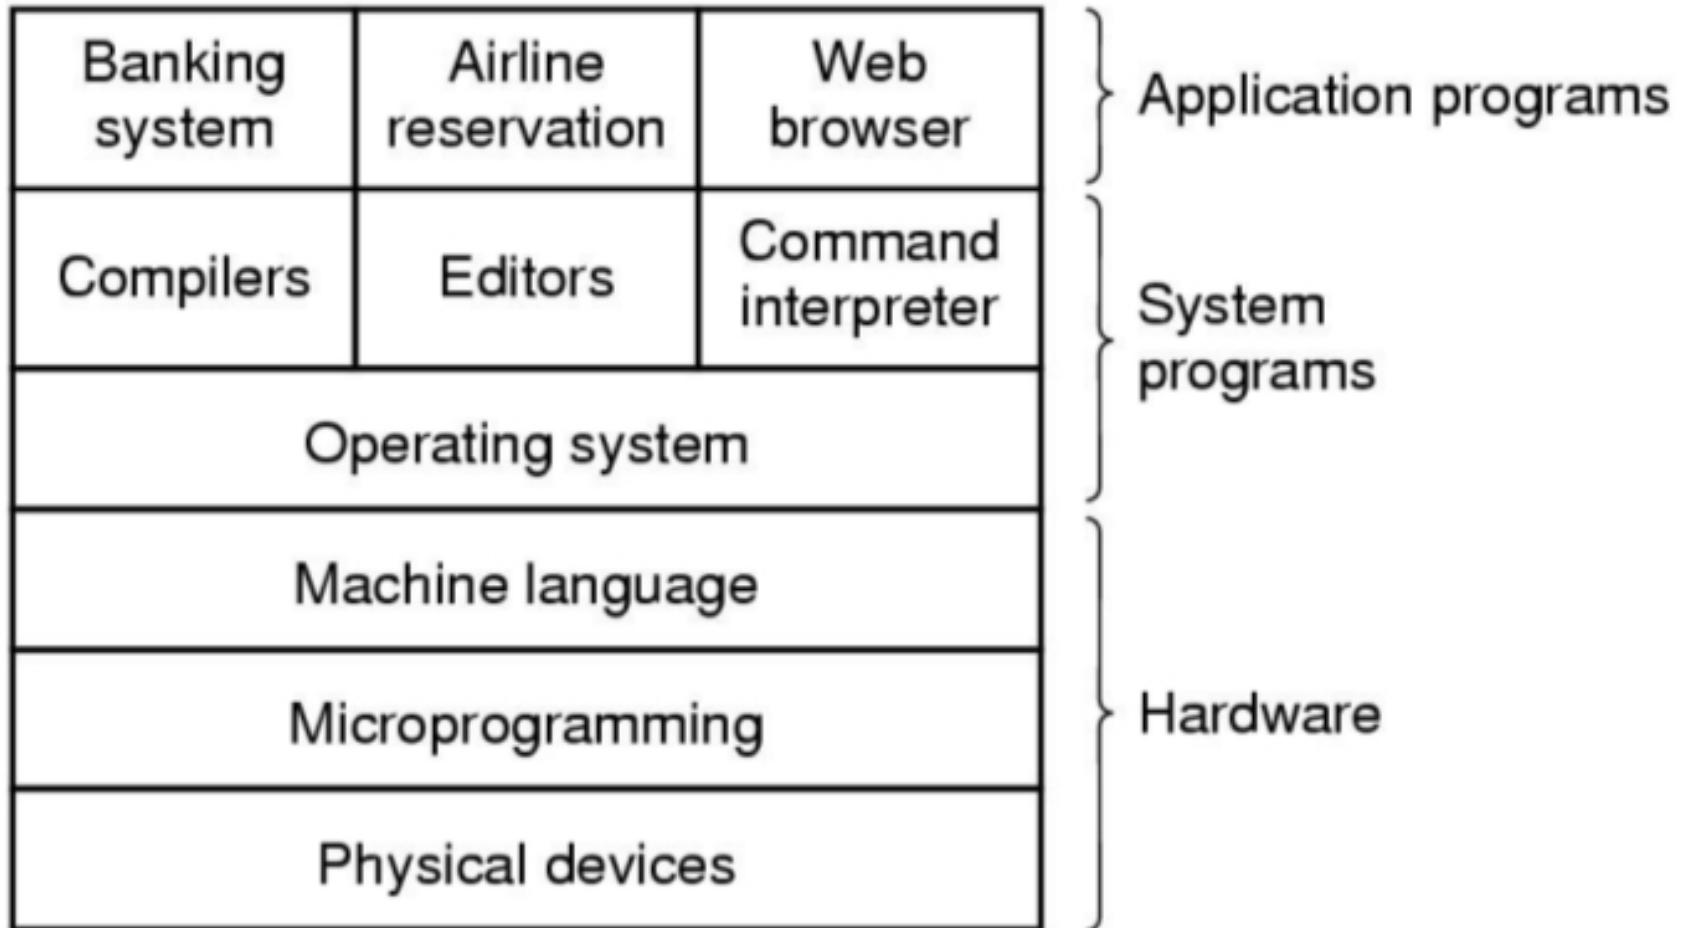 Banking
system
Airline
reservation
Web
browser
Application programs
Compilers
Editors
Command
interpreter
System
programs
Operating system
Machine language
Microprogramming
Hardware
Physical devices